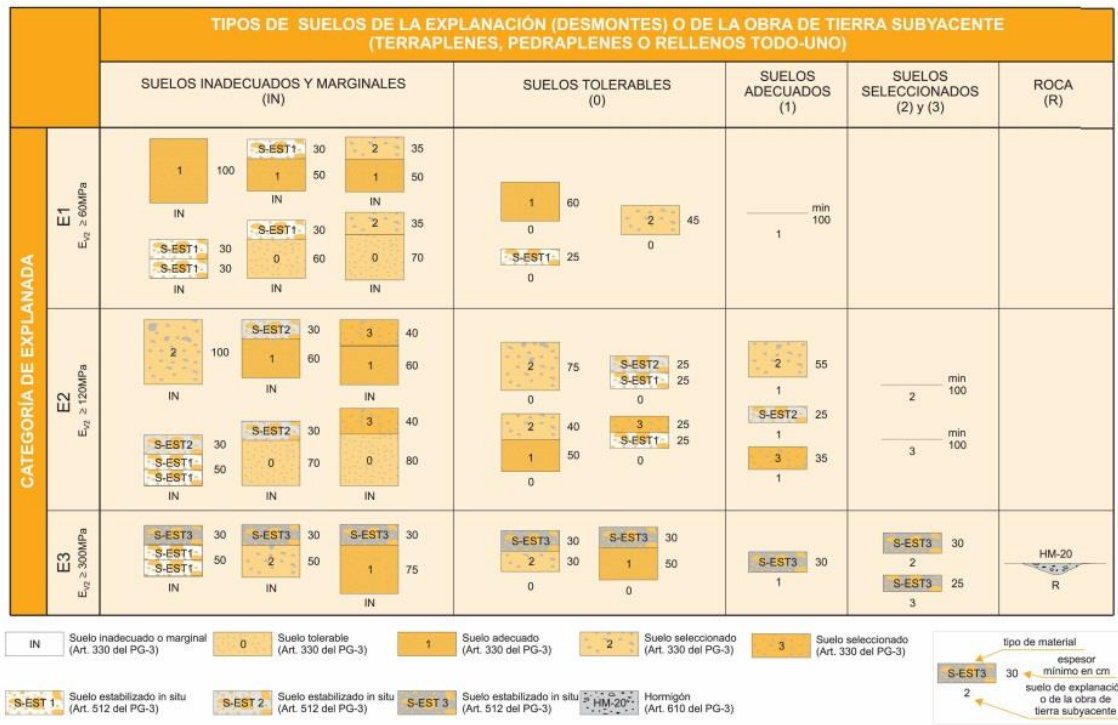 TIPOS DE SUELOS DE LA EXPLANACIÓN (DESMONTES) O DE LA OBRA DE TIERRA SUBYACENTE
(TERRAPLENES, PEDRAPLENES O RELLENOS TODO-UNO)
SUELOS INADECUADOS Y MARGINALES
(IN)
SUELOS TOLERABLES
(0)
SUELOS
ADECUADOS
(1)
SUELOS
SELECCIONADOS
(2) y (3)
ROCA
(R)
CATEGORÍA DE EXPLANADA
E1
EV2 ≥ 60MPa
1 100
IN
S-EST1 30
1 50
IN
2 35
1 50
IN
S-EST1 30
S-EST1 30
IN
S-EST1 30
0 60
IN
2 35
0 70
IN
1 60
0
2 45
0
S-EST1 25
0
min
100
1
E2
EV2 ≥ 120MPa
2 100
IN
S-EST2 30
1 60
IN
3 40
1 60
IN
S-EST2 30
S-EST1 50
S-EST1
IN
S-EST2 30
0 70
IN
3 40
0 80
IN
2 75
0
S-EST2 25
S-EST1 25
0
2 40
1 50
0
3 25
S-EST1 25
0
2 55
1
S-EST2 25
1
3 35
1
min
100
2
min
100
3
E3
EV2 ≥ 300MPa
S-EST3 30
S-EST1 50
S-EST1
IN
S-EST3 30
2 50
IN
S-EST3 30
1 75
IN
S-EST3 30
2 30
0
S-EST3 30
1 50
0
S-EST3 30
1
S-EST3 30
2
S-EST3 25
3
HM-20
R
IN Suelo inadecuado o marginal
(Art. 330 del PG-3)
0 Suelo tolerable
(Art. 330 del PG-3)
1 Suelo adecuado
(Art. 330 del PG-3)
2 Suelo seleccionado
(Art. 330 del PG-3)
3 Suelo seleccionado
(Art. 330 del PG-3)
S-EST 1 Suelo estabilizado in situ
(Art. 512 del PG-3)
S-EST 2 Suelo estabilizado in situ
(Art. 512 del PG-3)
S-EST 3 Suelo estabilizado in situ
(Art. 512 del PG-3)
HM-20 Hormigón
(Art. 610 del PG-3)
tipo de material
espesor
mínimo en cm
S-EST3 30
2
suelo de explanació
o de la obra de
tierra subyacente